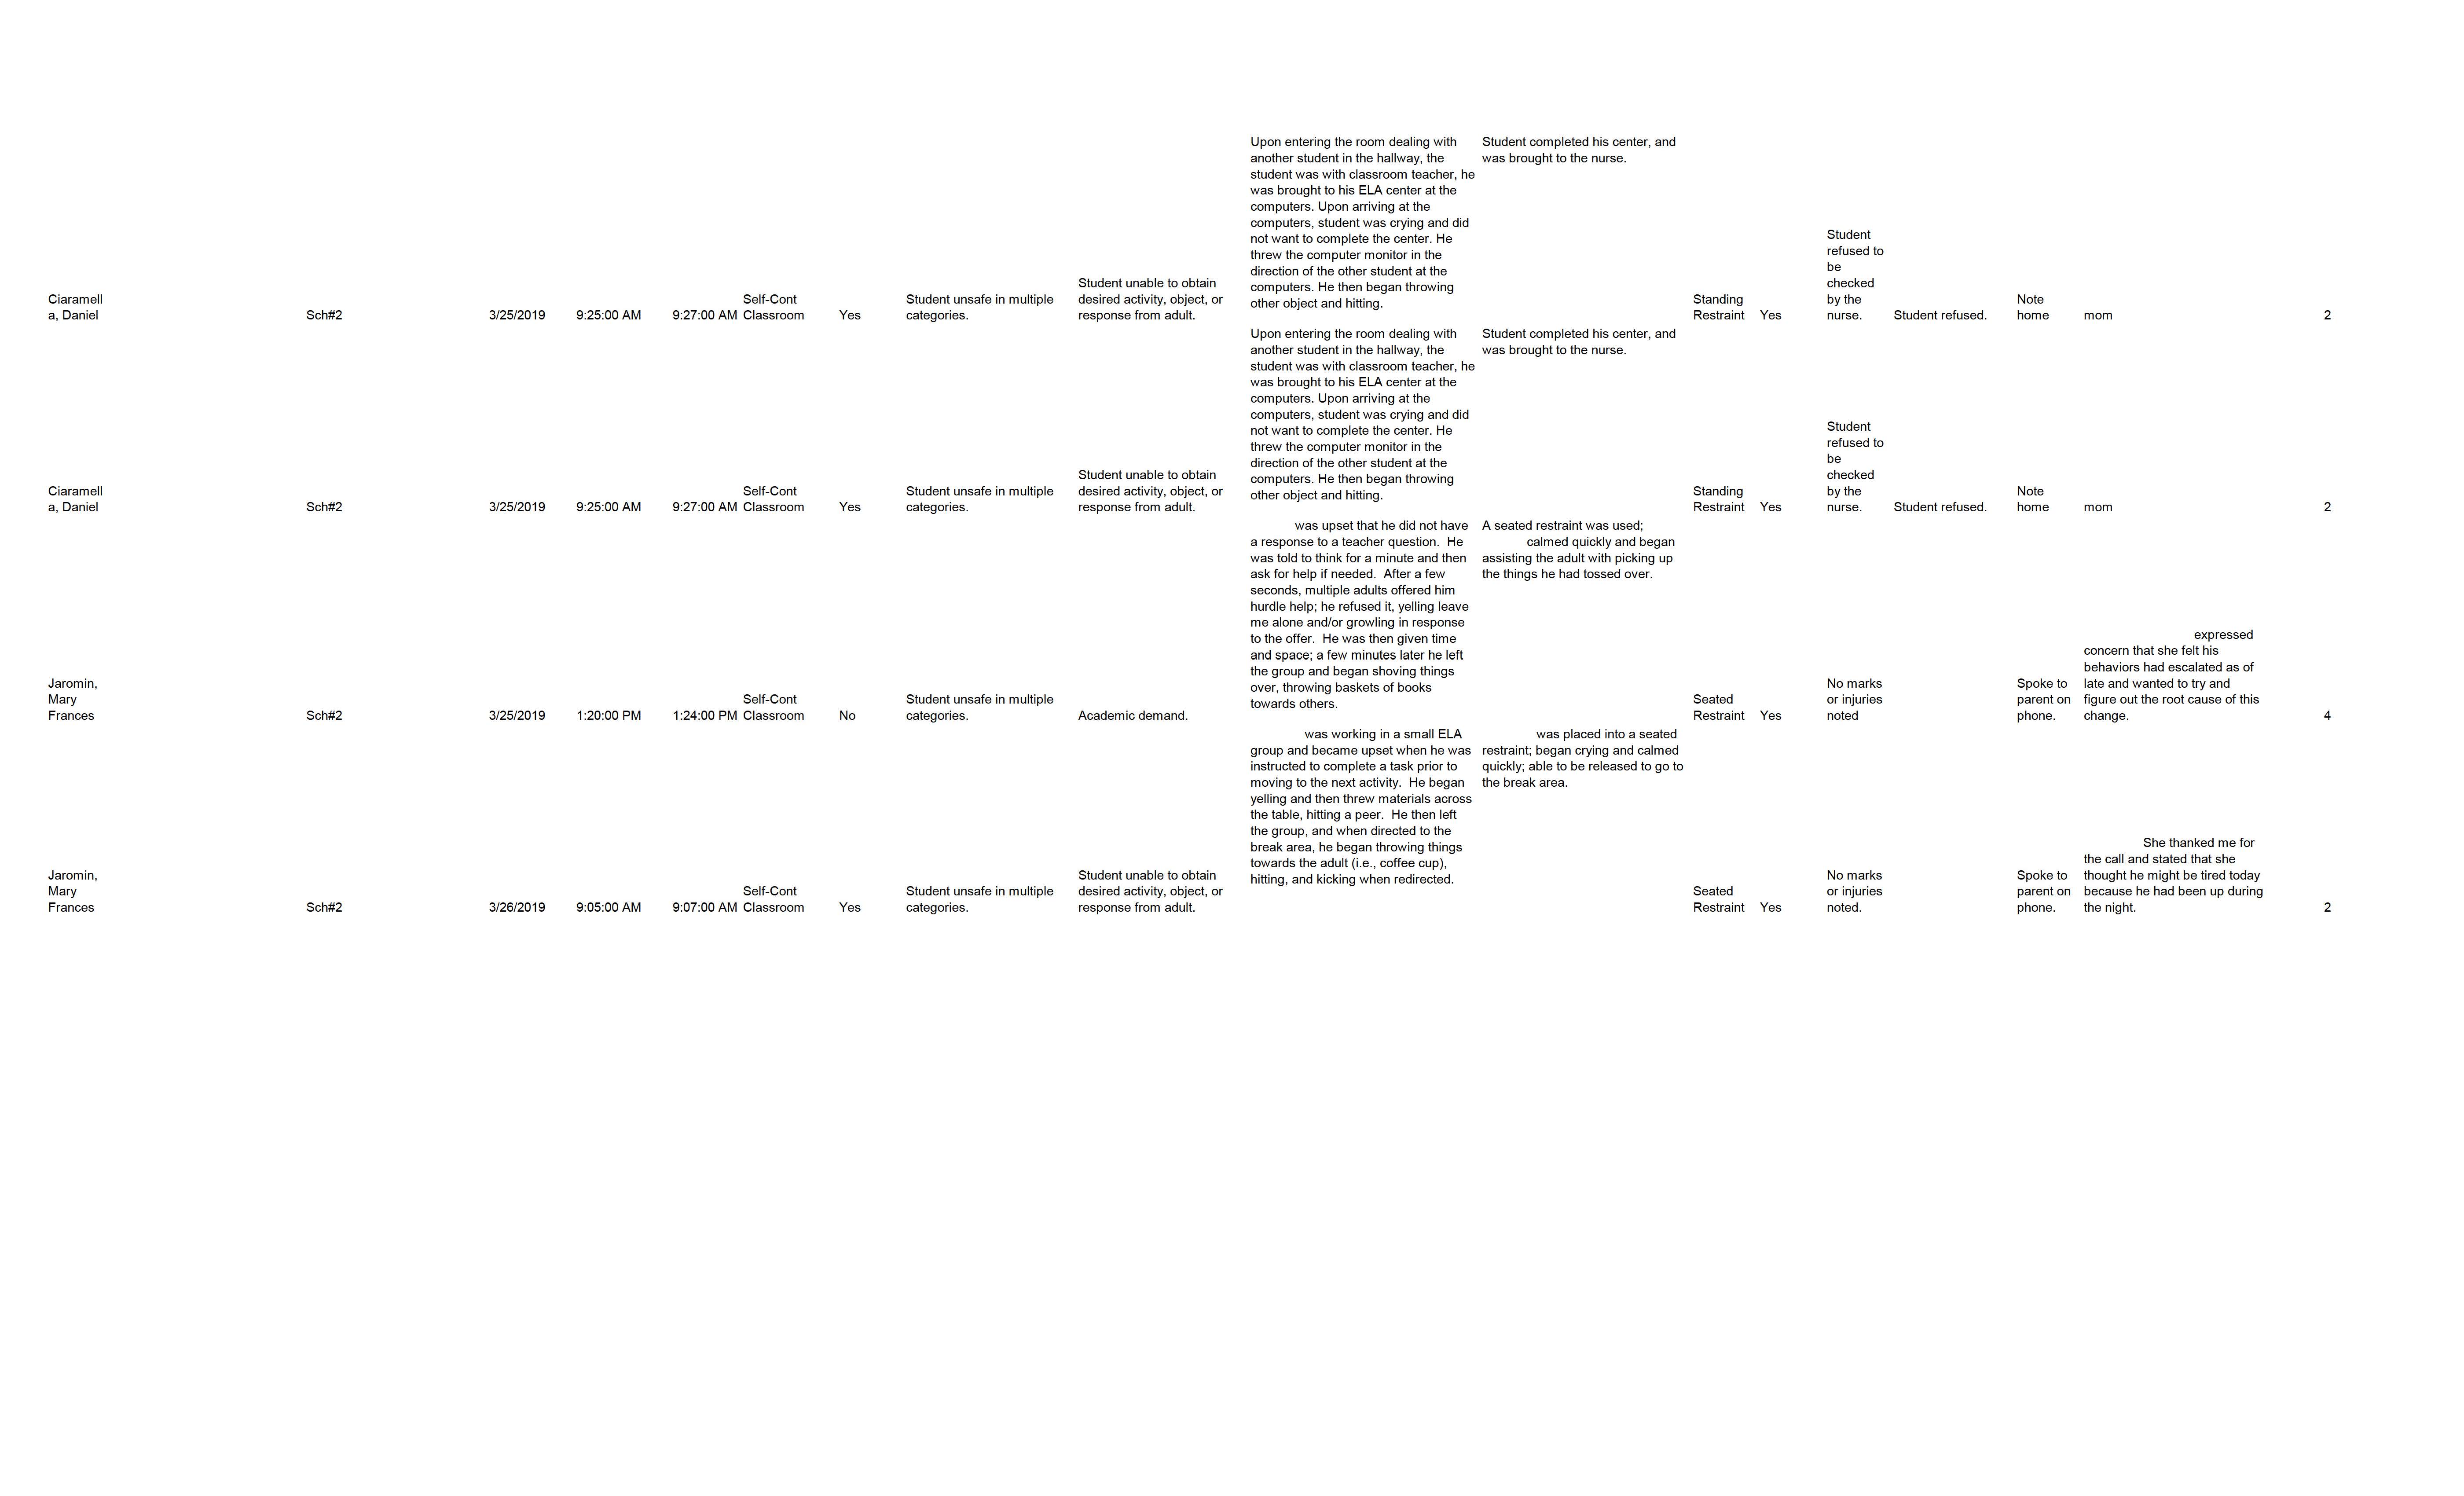 Upon entering the room dealing with
another student in the hallway, the
student was with classroom teacher, he
was brought to his ELA center at the
computers. Upon arriving at the
computers, student was crying and did
not want to complete the center. He
threw the computer monitor in the
direction of the other student at the
computers. He then began throwing
other object and hitting.
Student completed his center, and
was brought to the nurse.
Ciaramell
a, Daniel
Sch#2
3/25/2019
9:25:00 AM
9:27:00 AM
Self-Cont
Classroom
Yes
Student unsafe in multiple
categories.
Student unable to obtain
desired activity, object, or
response from adult.
Standing
Restraint
Yes
Student
refused to
be
checked
by the
nurse.
Student refused.
Note
home
mom
2
Upon entering the room dealing with
another student in the hallway, the
student was with classroom teacher, he
was brought to his ELA center at the
computers. Upon arriving at the
computers, student was crying and did
not want to complete the center. He
threw the computer monitor in the
direction of the other student at the
computers. He then began throwing
other object and hitting.
Student completed his center, and
was brought to the nurse.
Ciaramell
a, Daniel
Sch#2
3/25/2019
9:25:00 AM
9:27:00 AM
Self-Cont
Classroom
Yes
Student unsafe in multiple
categories.
Student unable to obtain
desired activity, object, or
response from adult.
Standing
Restraint
Yes
Student
refused to
be
checked
by the
nurse.
Student refused.
Note
home
mom
2
was upset that he did not have
a response to a teacher question.  He
was told to think for a minute and then
ask for help if needed.  After a few
seconds, multiple adults offered him
hurdle help; he refused it, yelling leave
me alone and/or growling in response
to the offer.  He was then given time
and space; a few minutes later he left
the group and began shoving things
over, throwing baskets of books
towards others.
A seated restraint was used;
calmed quickly and began
assisting the adult with picking up
the things he had tossed over.
Jaromin,
Mary
Frances
Sch#2
3/25/2019
1:20:00 PM
1:24:00 PM
Self-Cont
Classroom
No
Student unsafe in multiple
categories.
Academic demand.
Seated
Restraint
Yes
No marks
or injuries
noted
Spoke to
parent on
phone.
expressed
concern that she felt his
behaviors had escalated as of
late and wanted to try and
figure out the root cause of this
change.
4
was working in a small ELA
group and became upset when he was
instructed to complete a task prior to
moving to the next activity.  He began
yelling and then threw materials across
the table, hitting a peer.  He then left
the group, and when directed to the
break area, he began throwing things
towards the adult (i.e., coffee cup),
hitting, and kicking when redirected.
was placed into a seated
restraint; began crying and calmed
quickly; able to be released to go to
the break area.
Jaromin,
Mary
Frances
Sch#2
3/26/2019
9:05:00 AM
9:07:00 AM
Self-Cont
Classroom
Yes
Student unsafe in multiple
categories.
Student unable to obtain
desired activity, object, or
response from adult.
Seated
Restraint
Yes
No marks
or injuries
noted.
Spoke to
parent on
phone.
She thanked me for
the call and stated that she
thought he might be tired today
because he had been up during
the night.
2